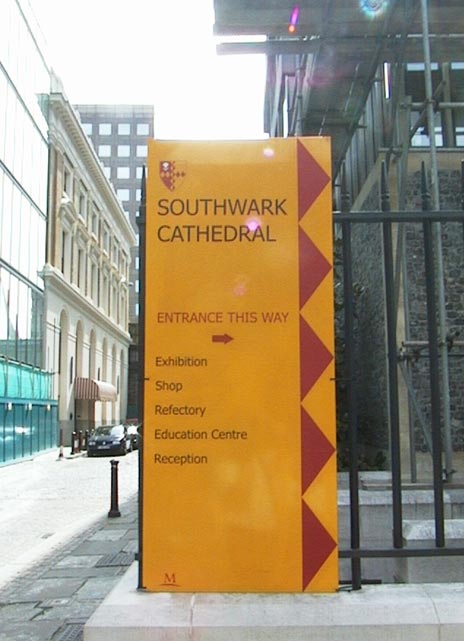 SOUTHWARK
CATHEDRAL
ENTRANCE THIS WAY
Exhibition
Shop
Refectory
Education Centre
Reception
M